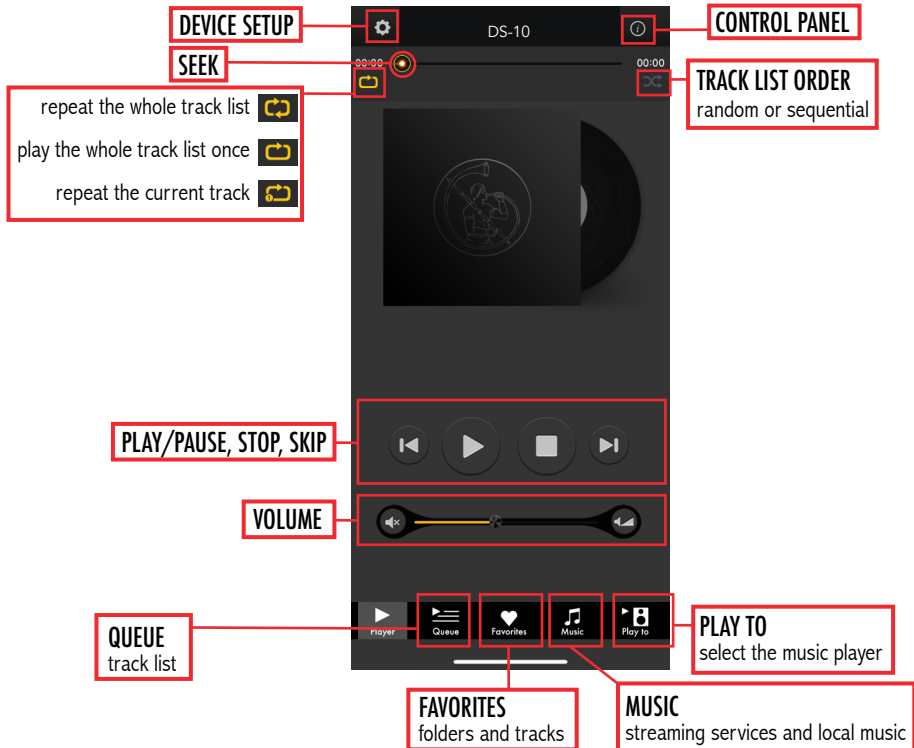 DEVICE SETUP
DS-10
CONTROL PANEL
SEEK
00:00
00:00
TRACK LIST ORDER
random or sequential
repeat the whole track list
play the whole track list once
repeat the current track
PLAY/PAUSE, STOP, SKIP
VOLUME
Player
Queue
Favorites
Music
Play to
QUEUE
track list
PLAY TO
select the music player
FAVORITES
folders and tracks
MUSIC
streaming services and local music